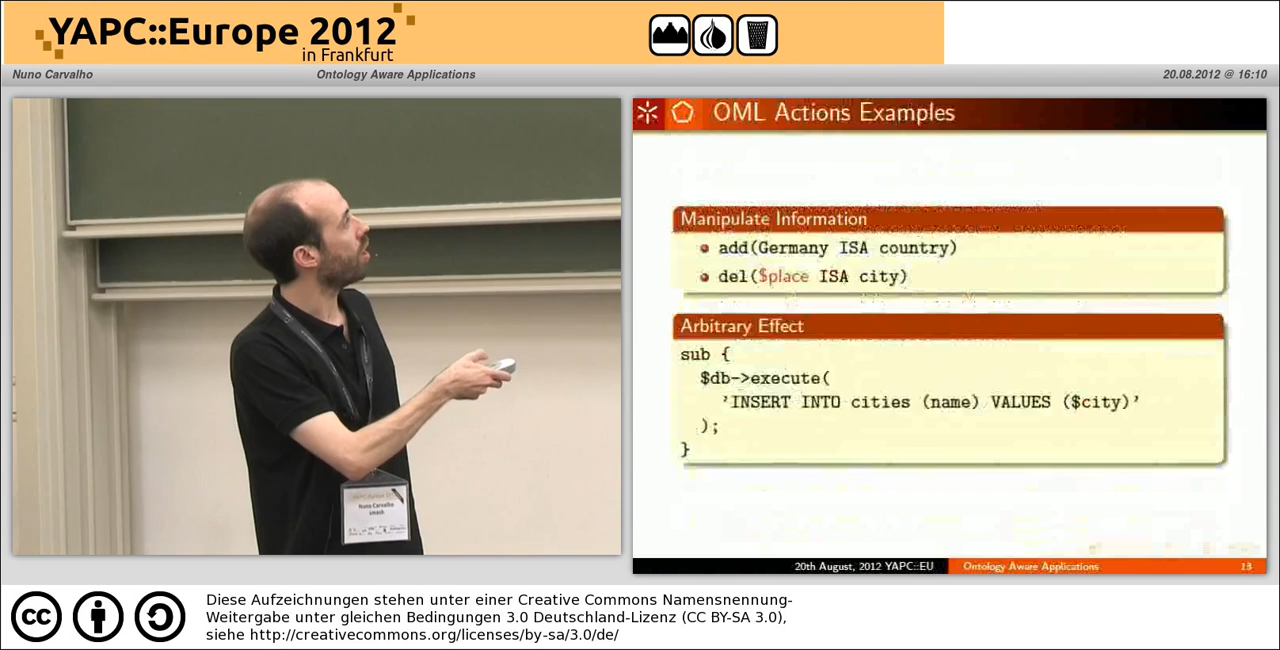 YAPC::Europe 2012
in Frankfurt
Nuno Carvalho
Ontology Aware Applications
20.08.2012 @ 16:10
OML Actions Examples
Manipulate Information
add(Germany ISA country)
del($place ISA city)
Arbitrary Effect
sub {
$db->execute(
'INSERT INTO cities (name) VALUES ($city)'
);
}
20th August, 2012 YAPC::EU
Ontology Aware Applications
13
Nuno Carvalho
smash
cc
Diese Aufzeichnungen stehen unter einer Creative Commons Namensnennung-
Weitergabe unter gleichen Bedingungen 3.0 Deutschland-Lizenz (CC BY-SA 3.0),
siehe http://creativecommons.org/licenses/by-sa/3.0/de/